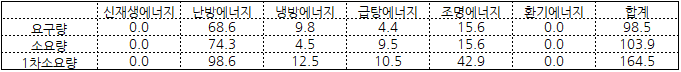 신재생에너지 난방에너지 냉방에너지 급탕에너지 조명에너지 환기에너지 합계
요구량 0.0 68.6 9.8 4.4 15.6 0.0 98.5
소요량 0.0 74.3 4.5 9.5 15.6 0.0 103.9
1차소요량 0.0 98.6 12.5 10.5 42.9 0.0 164.5